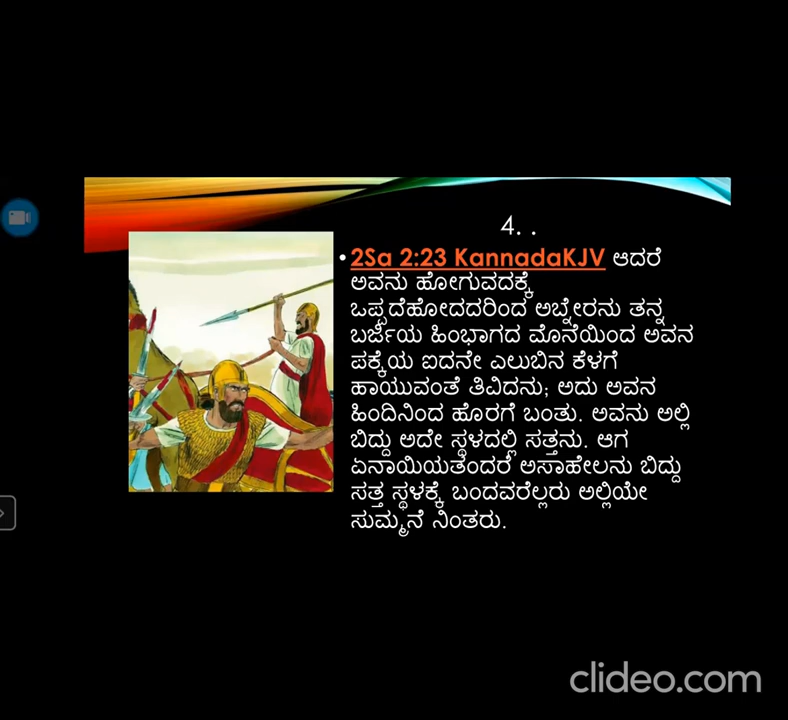 4. .
• 2Sa 2:23 KannadaKJV ಆದರೆ
ಅವನು ಹೋಗುವದಕ್ಕೆ
ಒಪ್ಪದೆಹೋದದರಿಂದ ಅಬ್ನೇರನು ತನ್ನ
ಬರ್ಜಿಯ ಹಿಂಭಾಗದ ಮೊನೆಯಿಂದ ಅವನ
ಪಕ್ಕೆಯ ಐದನೇ ಎಲುಬಿನ ಕೆಳಗೆ
ಹಾಯುವಂತೆ ತಿವಿದನು; ಅದು ಅವನ
ಹಿಂದಿನಿಂದ ಹೊರಗೆ ಬಂತು. ಅವನು ಅಲ್ಲಿ
ಬಿದ್ದು ಅದೇ ಸ್ಥಳದಲ್ಲಿ ಸತ್ತನು. ಆಗ
ಏನಾಯಿಯತಂದರೆ ಅಸಾಹೇಲನು ಬಿದ್ದು
ಸತ್ತ ಸ್ಥಳಕ್ಕೆ ಬಂದವರೆಲ್ಲರು ಅಲ್ಲಿಯೇ
ಸುಮ್ಮನೆ ನಿಂತರು.
clideo.com